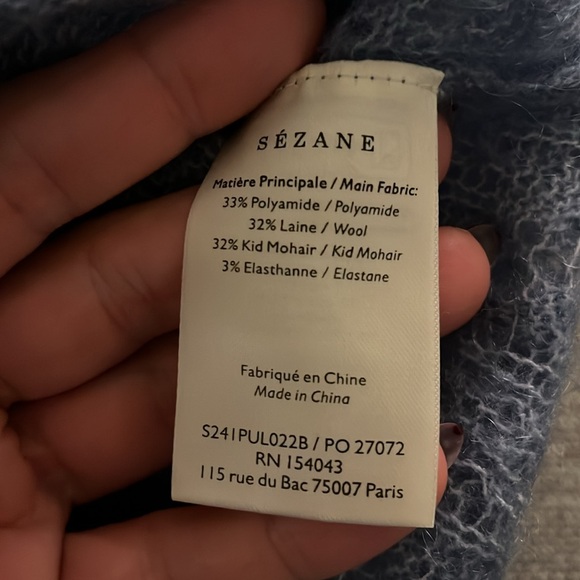 SÉZANE
Matière Principale / Main Fabric:
33% Polyamide / Polyamide
32% Laine / Wool
32% Kid Mohair / Kid Mohair
3% Elasthanne / Elastane
Fabriqué en Chine
Made in China
S241PUL022B / PO 27072
RN 154043
115 rue du Bac 75007 Paris